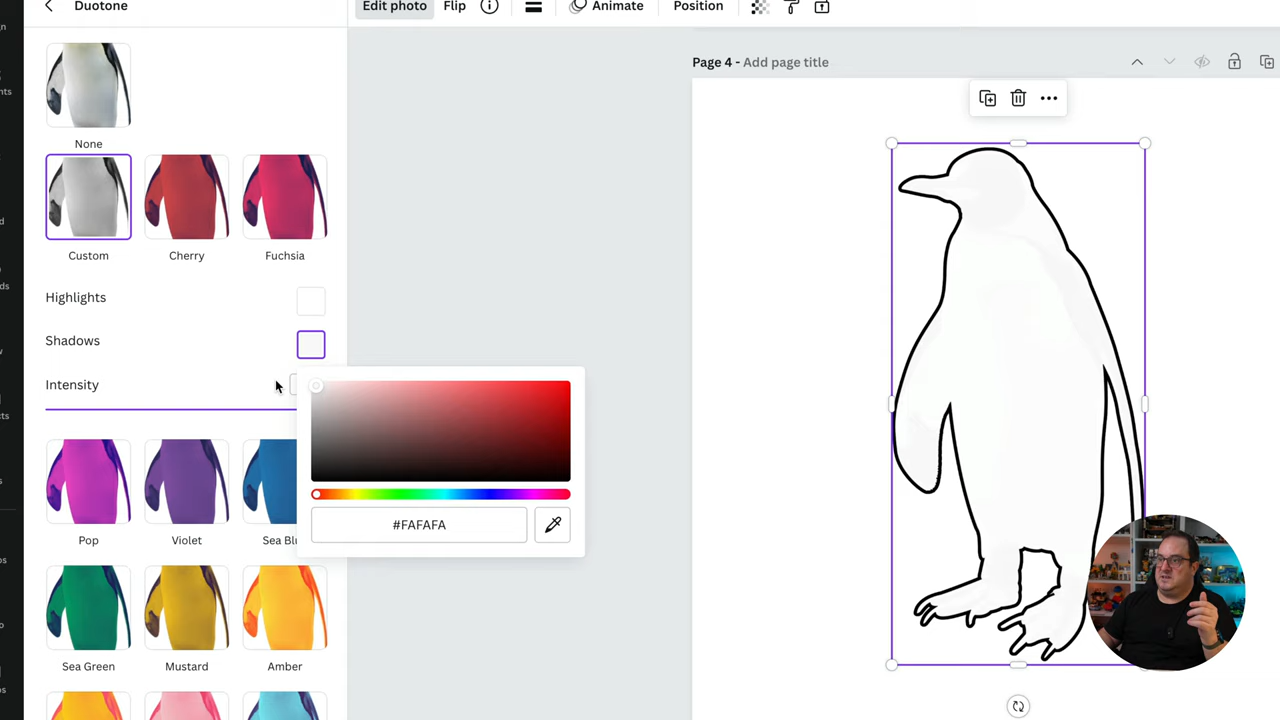 Duotone
Edit photo
Flip
Animate
Position
Page 4 - Add page title
None
Custom
Cherry
Fuchsia
Highlights
Shadows
Intensity
#FAFAFA
Pop
Violet
Sea Blu
Sea Green
Mustard
Amber